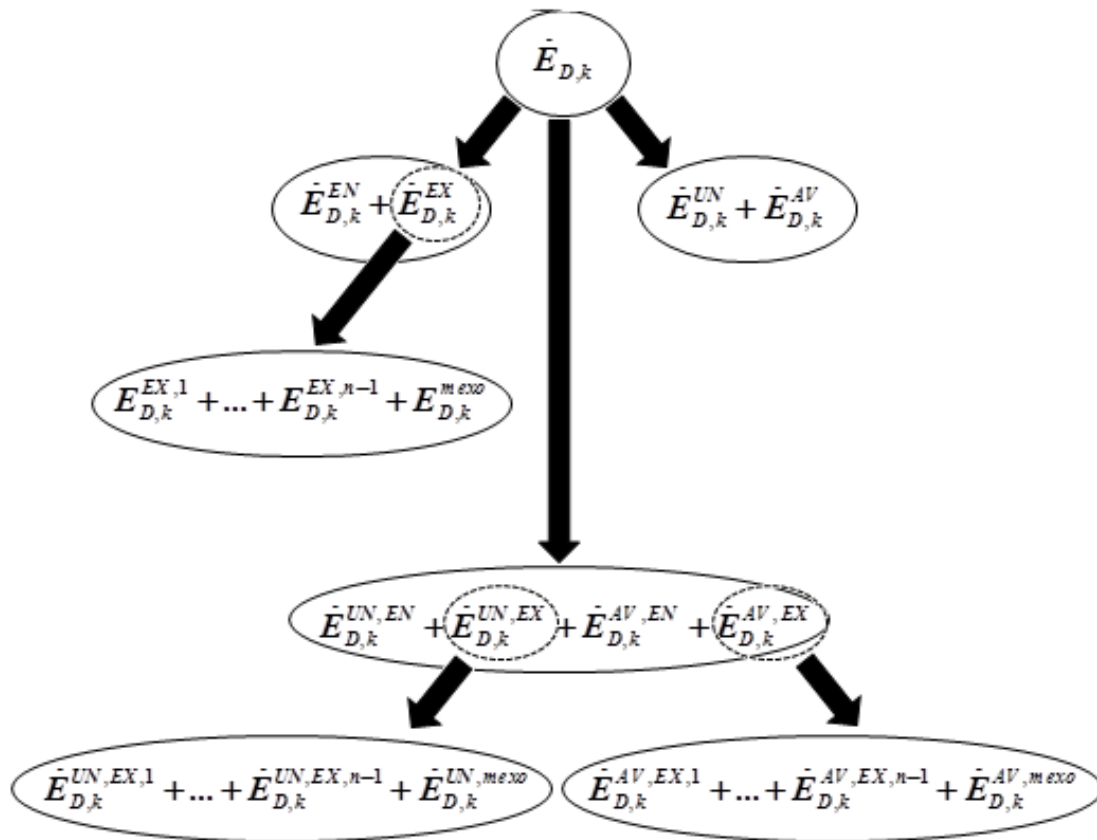 Ė_{D,k}
Ė_{D,k}^{EN} + Ė_{D,k}^{EX}
Ė_{D,k}^{UN} + Ė_{D,k}^{AV}
E_{D,k}^{EX,1} + ... + E_{D,k}^{EX,n-1} + E_{D,k}^{mexo}
Ė_{D,k}^{UN,EN} + Ė_{D,k}^{UN,EX} + Ė_{D,k}^{AV,EN} + Ė_{D,k}^{AV,EX}
Ė_{D,k}^{UN,EX,1} + ... + Ė_{D,k}^{UN,EX,n-1} + Ė_{D,k}^{UN,mexo}
Ė_{D,k}^{AV,EX,1} + ... + Ė_{D,k}^{AV,EX,n-1} + Ė_{D,k}^{AV,mexo}